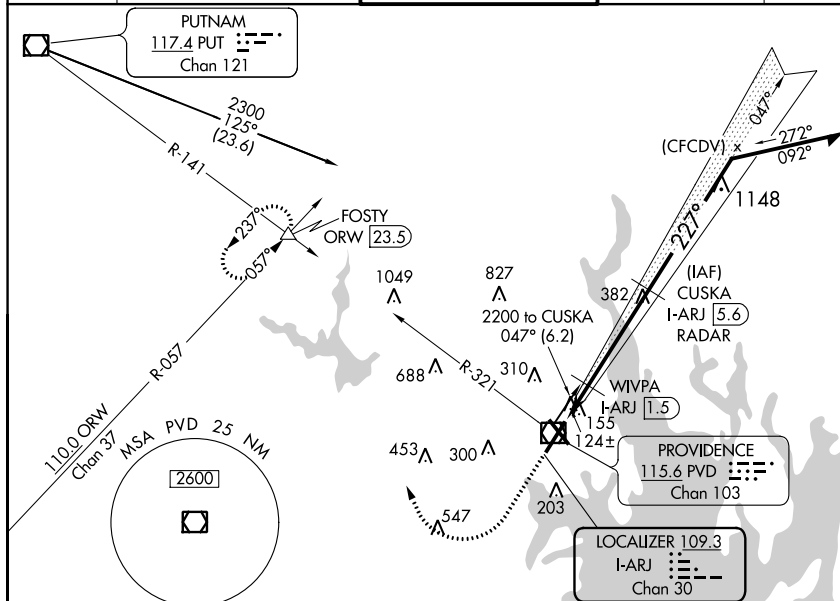 PUTNAM
117.4 PUT
Chan 121
2300
125°
(23.6)
R-141
047°
(CFCDV) x
272°
092°
1148
237°
057°
FOSTY
ORW 23.5
227°
1049
827
382
(IAF)
CUSKA
I-ARJ 5.6
RADAR
2200 to CUSKA
047° (6.2)
R-321
688
310
WIVPA
I-ARJ 1.5
R-057
155
124±
110.0 ORW
Chan 37
MSA PVD 25 NM
2600
453
300
PROVIDENCE
115.6 PVD
Chan 103
203
547
LOCALIZER 109.3
I-ARJ
Chan 30